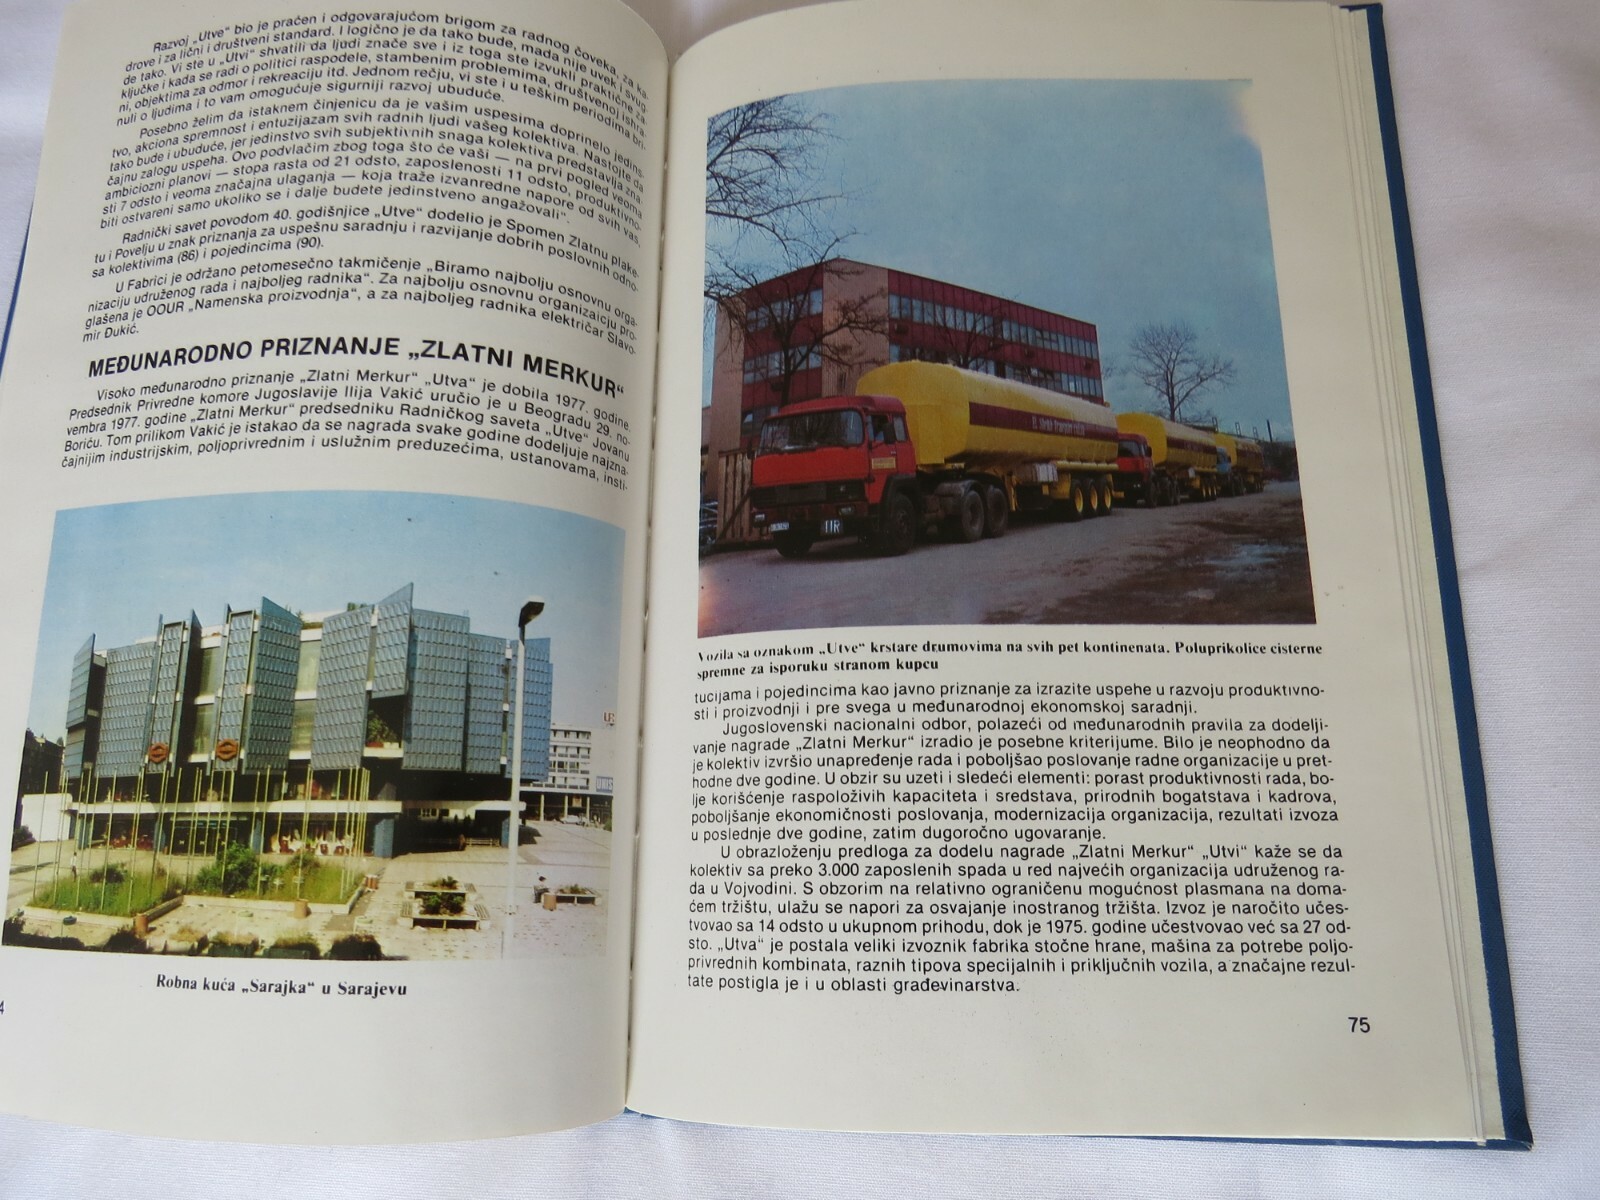 Razvoj „Utve“ bio je praćen i odgovarajućom brigom za radnog čoveka, za ka-
drove i za lični i društveni standard. I logično je da tako bude, mada nije uvek i svug-
de tako. Vi ste u „Utvi“ shvatili da ljudi znače sve i iz toga ste izvukli praktične za-
ključke i kada se radi o politici raspodele, stambenim problemima, društvenoj ishra-
ni, objektima za odmor i rekreaciju itd. Jednom rečju, vi ste i u teškim periodima bri-
nuli o ljudima i to vam omogućuje sigurniji razvoj ubuduće.
Posebno želim da istaknem činjenicu da je vašim uspesima doprinelo jedins-
tvo, akciona spremnost i entuzijazam svih radnih ljudi vašeg kolektiva. Nastojte da
tako bude i ubuduće, jer jedinstvo svih subjektivnih snaga kolektiva predstavlja zna-
čajnu zalogu uspeha. Ovo podvlačim zbog toga što će vaši — na prvi pogled veoma
ambiciozni planovi — stopa rasta od 21 odsto, zaposlenosti 11 odsto, produktivno-
sti 7 odsto i veoma značajna ulaganja — koja traže izvanredne napore od svih vas,
biti ostvareni samo ukoliko se i dalje budete jedinstveno angažovali“.
Radnički savet povodom 40. godišnjice „Utve“ dodelio je Spomen Zlatnu plake-
tu i Povelju u znak priznanja za uspešnu saradnju i razvijanje dobrih poslovnih odno-
sa kolektivima (86) i pojedincima (90).
U Fabrici je održano petomesečno takmičenje „Biramo najbolju osnovnu orga-
nizaciju udruženog rada i najboljeg radnika“. Za najbolju osnovnu organizaciju pro-
glašena je OOUR „Namenska proizvodnja“, a za najboljeg radnika električar Slavo-
mir Đukić.
MEĐUNARODNO PRIZNANJE „ZLATNI MERKUR“
Visoko međunarodno priznanje „Zlatni Merkur“ „Utva“ je dobila 1977. godine.
Predsednik Privredne komore Jugoslavije Ilija Vakić uručio je u Beogradu 29. no-
vembra 1977. godine „Zlatni Merkur“ predsedniku Radničkog saveta „Utve“ Jovanu
Boriću. Tom prilikom Vakić je istakao da se nagrada svake godine dodeljuje najzna-
čajnijim industrijskim, poljoprivrednim i uslužnim preduzećima, ustanovama, insti-
Robna kuća „Sarajka“ u Sarajevu
4
IIR
Vozila sa oznakom „Utve“ krstare drumovima na svih pet kontinenata. Poluprikolice cisterne
spremne za isporuku stranom kupcu
tucijama i pojedincima kao javno priznanje za izrazite uspehe u razvoju produktivno-
sti i proizvodnji i pre svega u međunarodnoj ekonomskoj saradnji.
Jugoslovenski nacionalni odbor, polazeći od međunarodnih pravila za dodelji-
vanje nagrade „Zlatni Merkur“ izradio je posebne kriterijume. Bilo je neophodno da
je kolektiv izvršio unapređenje rada i poboljšao poslovanje radne organizacije u pret-
hodne dve godine. U obzir su uzeti i sledeći elementi: porast produktivnosti rada, bo-
lje korišćenje raspoloživih kapaciteta i sredstava, prirodnih bogatstava i kadrova,
poboljšanje ekonomičnosti poslovanja, modernizacija organizacija, rezultati izvoza
u poslednje dve godine, zatim dugoročno ugovaranje.
U obrazloženju predloga za dodelu nagrade „Zlatni Merkur“ „Utvi“ kaže se da
kolektiv sa preko 3.000 zaposlenih spada u red najvećih organizacija udruženog ra-
da u Vojvodini. S obzorim na relativno ograničenu mogućnost plasmana na doma-
ćem tržištu, ulažu se napori za osvajanje inostranog tržišta. Izvoz je naročito učes-
tvovao sa 14 odsto u ukupnom prihodu, dok je 1975. godine učestvovao već sa 27 od-
sto. „Utva“ je postala veliki izvoznik fabrika stočne hrane, mašina za potrebe poljo-
privrednih kombinata, raznih tipova specijalnih i priključnih vozila, a značajne rezul-
tate postigla je i u oblasti građevinarstva.
75